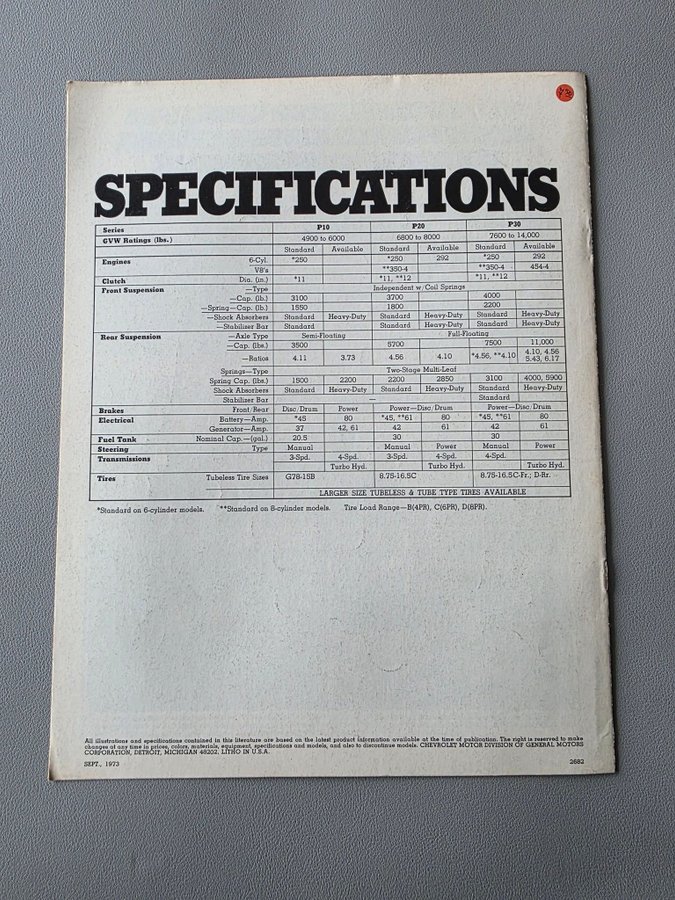 SPECIFICATIONS
Series P10 P20 P30
GVW Ratings (lbs.) 4900 to 6000 6800 to 8000 7600 to 14,000
Standard Available Standard Available Standard Available
Engines 6-Cyl. *250 *250 292 *250 292
V8's **350-4 **350-4 454-4
Clutch Dia. (in.) *11 *11, **12 *11, **12
Front Suspension —Type Independent w/Coil Springs
—Cap. (lb.) 3100 3700 4000
—Spring—Cap. (lb.) 1550 1800 2200
—Shock Absorbers Standard Heavy-Duty Standard Heavy-Duty Standard Heavy-Duty
—Stabilizer Bar Standard Standard Heavy-Duty Standard Heavy-Duty
Rear Suspension —Axle Type Semi-Floating Full-Floating
—Cap. (lbs.) 3500 5700 7500 11,000
—Ratios 4.11 3.73 4.56 4.10 *4.56, **4.10 4.10, 4.56
5.43, 6.17
Springs—Type Two-Stage Multi-Leaf
Spring Cap. (lbs.) 1500 2200 2200 2850 3100 4000, 5900
Shock Absorbers Standard Heavy-Duty Standard Heavy-Duty Standard Heavy-Duty
Stabilizer Bar — Standard
Brakes Front/Rear Disc/Drum Power Power—Disc/Drum Power—Disc/Drum
Electrical Battery—Amp. *45 80 *45, **61 80 *45, **61 80
Generator—Amp. 37 42, 61 42 61 42 61
Fuel Tank Nominal Cap.—(gal.) 20.5 30 30
Steering Type Manual Manual Power Manual Power
Transmissions 3-Spd. 4-Spd. 3-Spd. 4-Spd. 4-Spd.
Turbo Hyd. Turbo Hyd. Turbo Hyd.
Tires Tubeless Tire Sizes G78-15B 8.75-16.5C 8.75-16.5C-Fr.; D-Rr.
LARGER SIZE TUBELESS & TUBE TYPE TIRES AVAILABLE
*Standard on 6-cylinder models. **Standard on 8-cylinder models. Tire Load Range—B(4PR), C(6PR), D(8PR).
All illustrations and specifications contained in this literature are based on the latest product information available at the time of publication. The right is reserved to make
changes at any time in prices, colors, materials, equipment, specifications and models, and also to discontinue models. CHEVROLET MOTOR DIVISION OF GENERAL MOTORS
CORPORATION, DETROIT, MICHIGAN 48202. LITHO IN U.S.A.
SEPT., 1973 2682